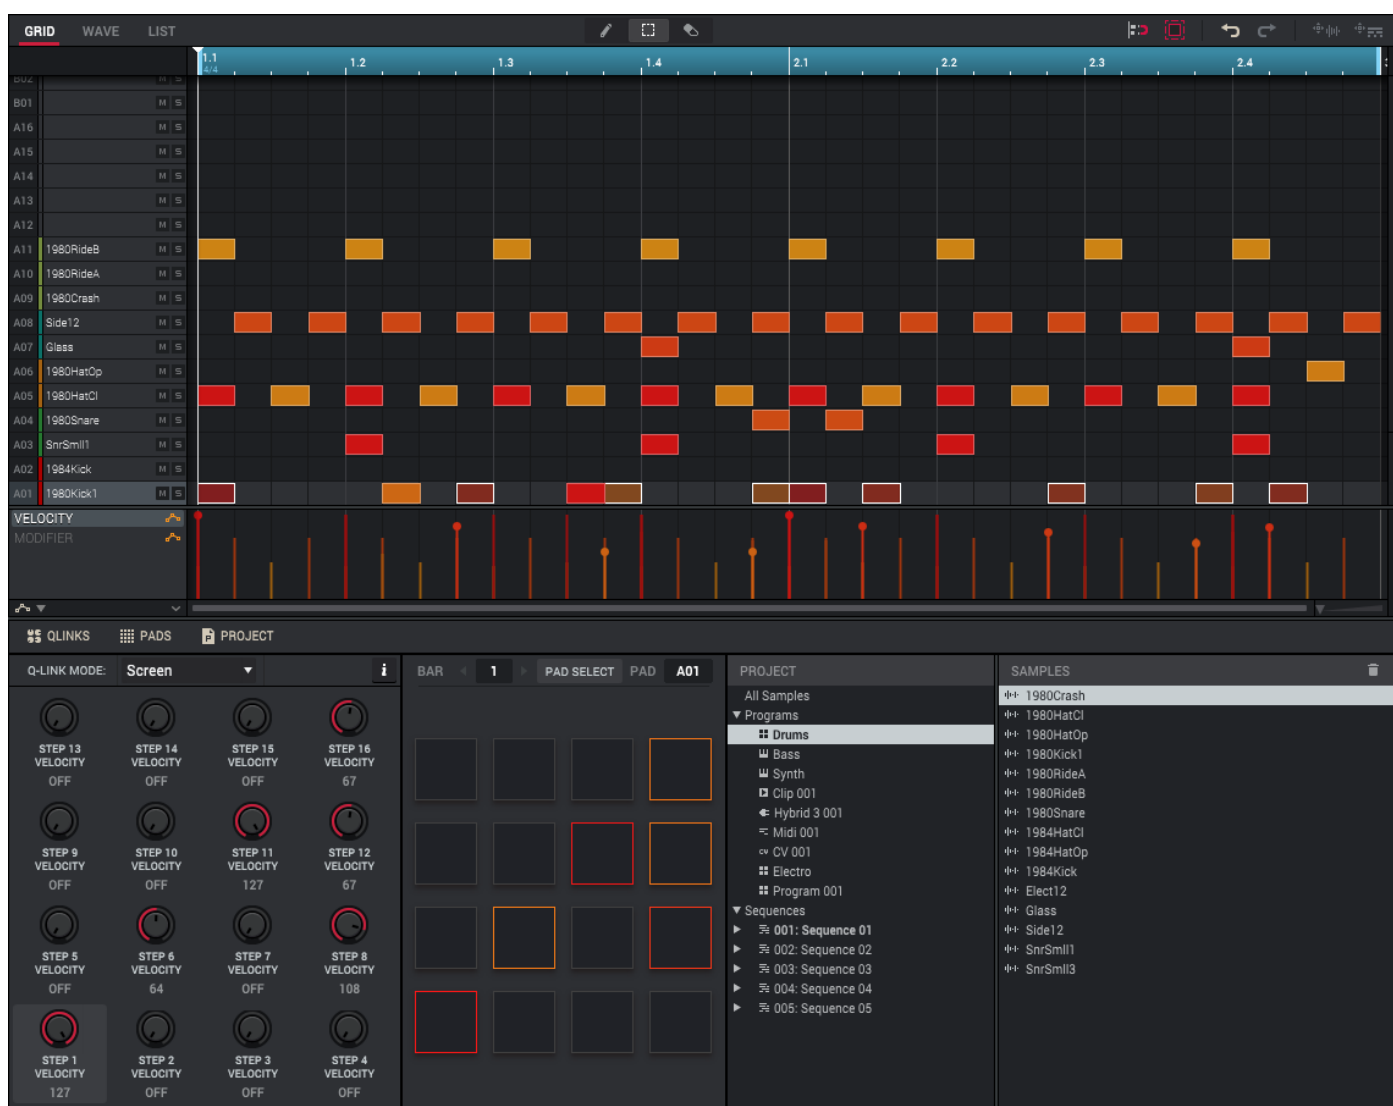 GRID WAVE LIST
1.1 1.2 1.3 1.4 2.1 2.2 2.3 2.4
4/4
B02 M S
B01 M S
A16 M S
A15 M S
A14 M S
A13 M S
A12 M S
A11 1980RideB M S
A10 1980RideA M S
A09 1980Crash M S
A08 Side12 M S
A07 Glass M S
A06 1980HatOp M S
A05 1980HatCl M S
A04 1980Snare M S
A03 SnrSmll1 M S
A02 1984Kick M S
A01 1980Kick1 M S
VELOCITY
MODIFIER
QLINKS PADS PROJECT
Q-LINK MODE: Screen i
STEP 13 STEP 14 STEP 15 STEP 16
VELOCITY VELOCITY VELOCITY VELOCITY
OFF OFF OFF 67
STEP 9 STEP 10 STEP 11 STEP 12
VELOCITY VELOCITY VELOCITY VELOCITY
OFF OFF 127 67
STEP 5 STEP 6 STEP 7 STEP 8
VELOCITY VELOCITY VELOCITY VELOCITY
OFF 64 OFF 108
STEP 1 STEP 2 STEP 3 STEP 4
VELOCITY VELOCITY VELOCITY VELOCITY
127 OFF OFF OFF
BAR 1 PAD SELECT PAD A01
PROJECT
All Samples
Programs
Drums
Bass
Synth
Clip 001
Hybrid 3 001
Midi 001
CV CV 001
Electro
Program 001
Sequences
001: Sequence 01
002: Sequence 02
003: Sequence 03
004: Sequence 04
005: Sequence 05
SAMPLES
1980Crash
1980HatCl
1980HatOp
1980Kick1
1980RideA
1980RideB
1980Snare
1984HatCl
1984HatOp
1984Kick
Elect12
Glass
Side12
SnrSmll1
SnrSmll3